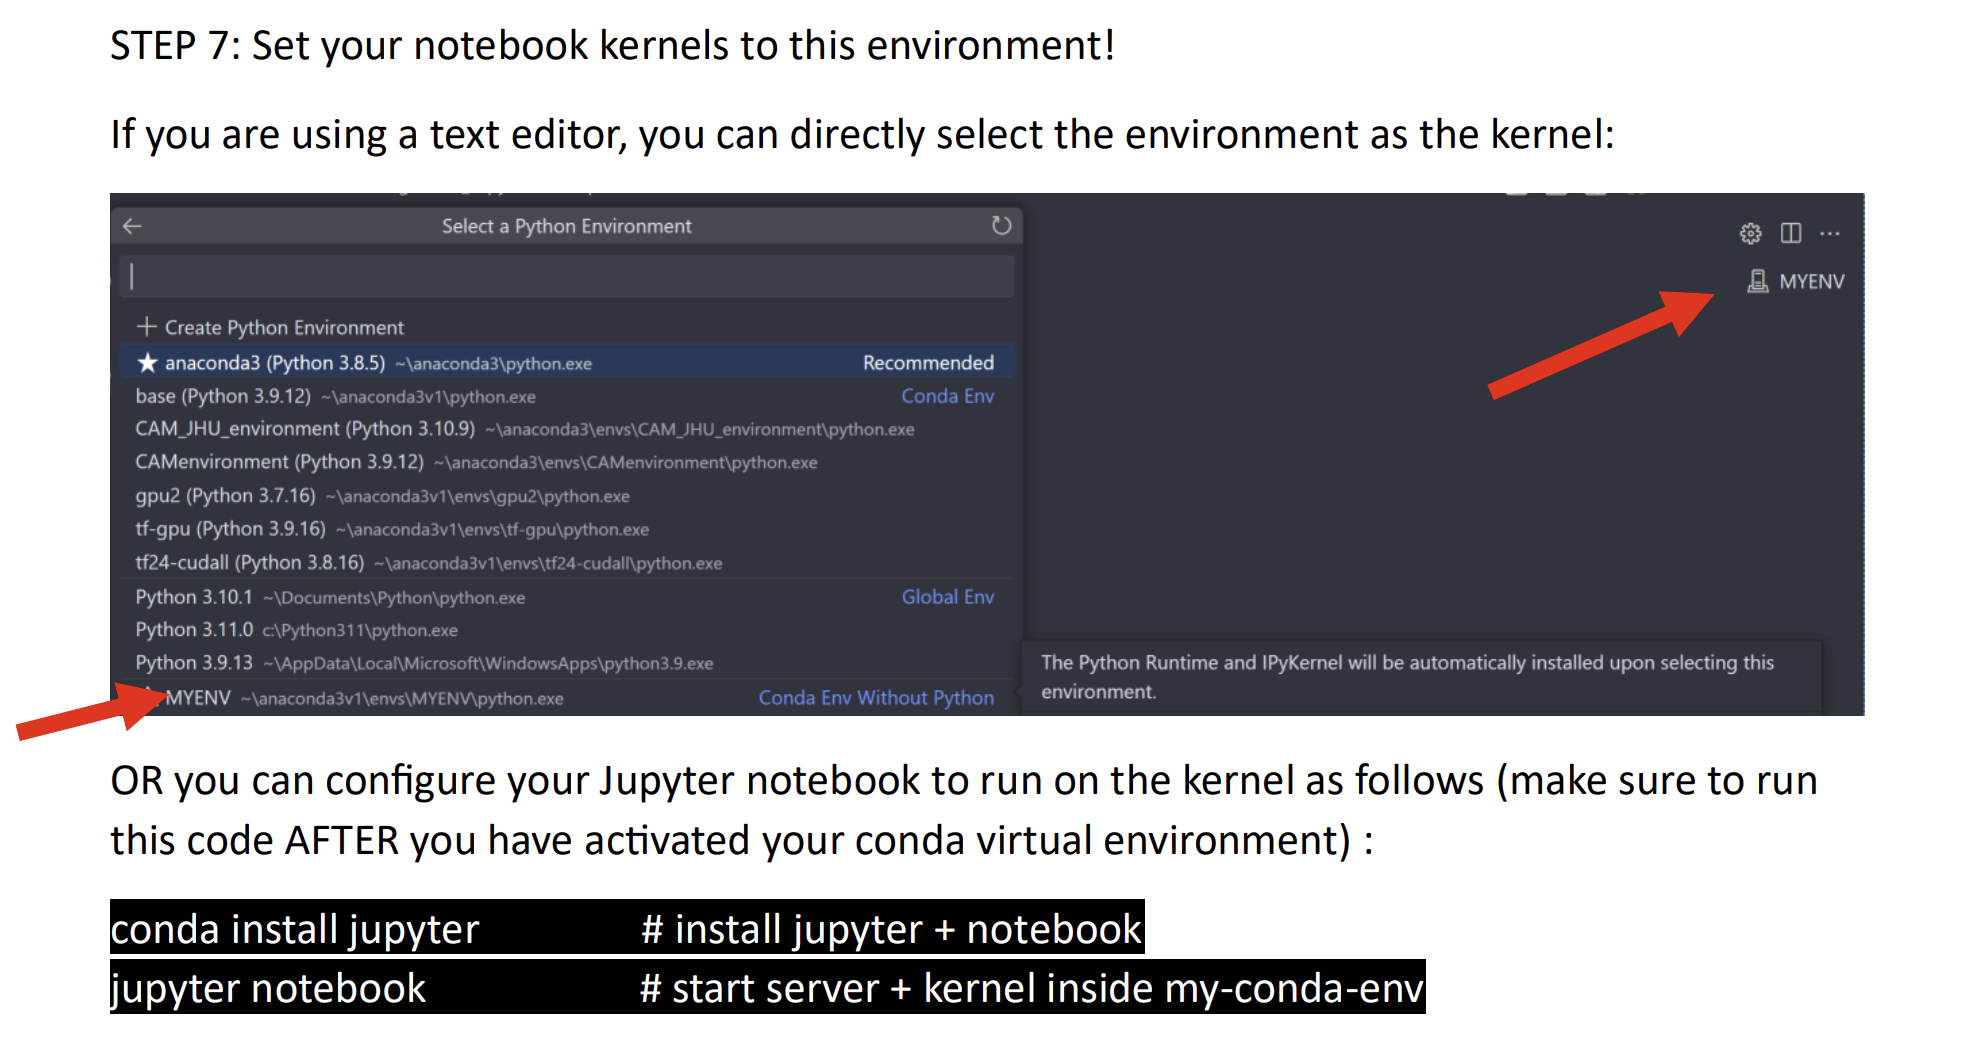 STEP 7: Set your notebook kernels to this environment!
If you are using a text editor, you can directly select the environment as the kernel:
Select a Python Environment
MYENV
Create Python Environment
anaconda3 (Python 3.8.5) ~\anaconda3\python.exe Recommended
base (Python 3.9.12) ~\anaconda3v1\python.exe Conda Env
CAM_JHU_environment (Python 3.10.9) ~\anaconda3\envs\CAM_JHU_environment\python.exe
CAMenvironment (Python 3.9.12) ~\anaconda3\envs\CAMenvironment\python.exe
gpu2 (Python 3.7.16) ~\anaconda3v1\envs\gpu2\python.exe
tf-gpu (Python 3.9.16) ~\anaconda3v1\envs\tf-gpu\python.exe
tf24-cudall (Python 3.8.16) ~\anaconda3v1\envs\tf24-cudall\python.exe
Python 3.10.1 ~\Documents\Python\python.exe Global Env
Python 3.11.0 c:\Python311\python.exe
Python 3.9.13 ~\AppData\Local\Microsoft\WindowsApps\python3.9.exe
MYENV ~\anaconda3v1\envs\MYENV\python.exe Conda Env Without Python
The Python Runtime and IPyKernel will be automatically installed upon selecting this
environment.
OR you can configure your Jupyter notebook to run on the kernel as follows (make sure to run
this code AFTER you have activated your conda virtual environment) :
conda install jupyter # install jupyter + notebook
jupyter notebook # start server + kernel inside my-conda-env